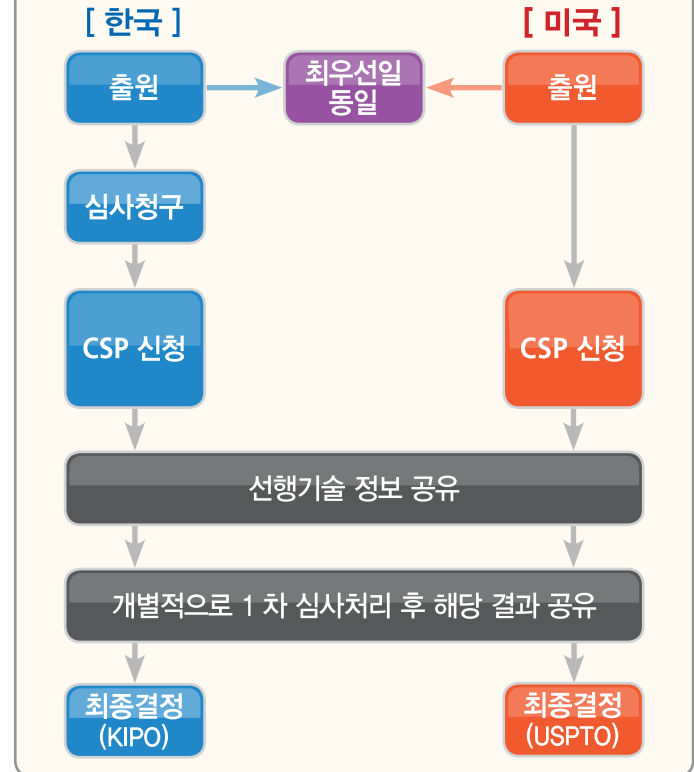 [ 한국 ]
[ 미국 ]
출원
최우선일
동일
출원
심사청구
CSP 신청
CSP 신청
선행기술 정보 공유
개별적으로 1 차 심사처리 후 해당 결과 공유
최종결정
(KIPO)
최종결정
(USPTO)